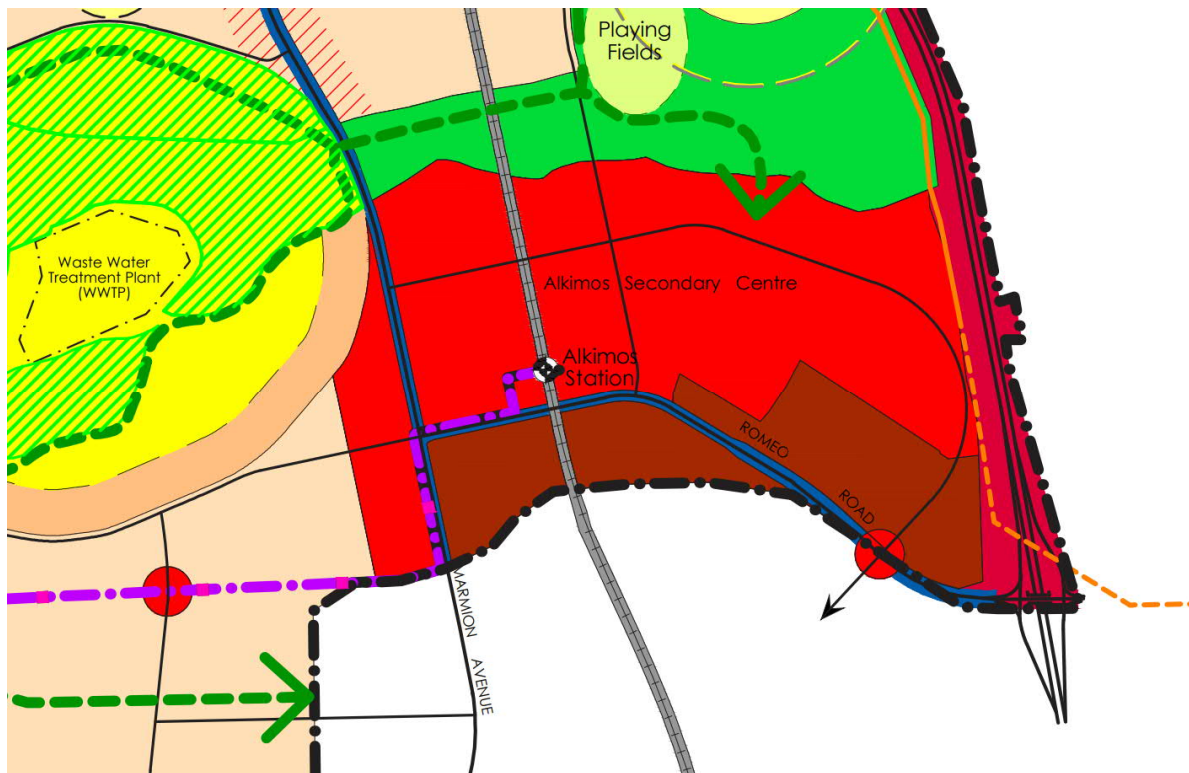 Playing
Fields
Waste Water
Treatment Plant
(WWTP)
Alkimos Secondary Centre
Alkimos
Station
ROMEO
ROAD
MARMION
AVENUE